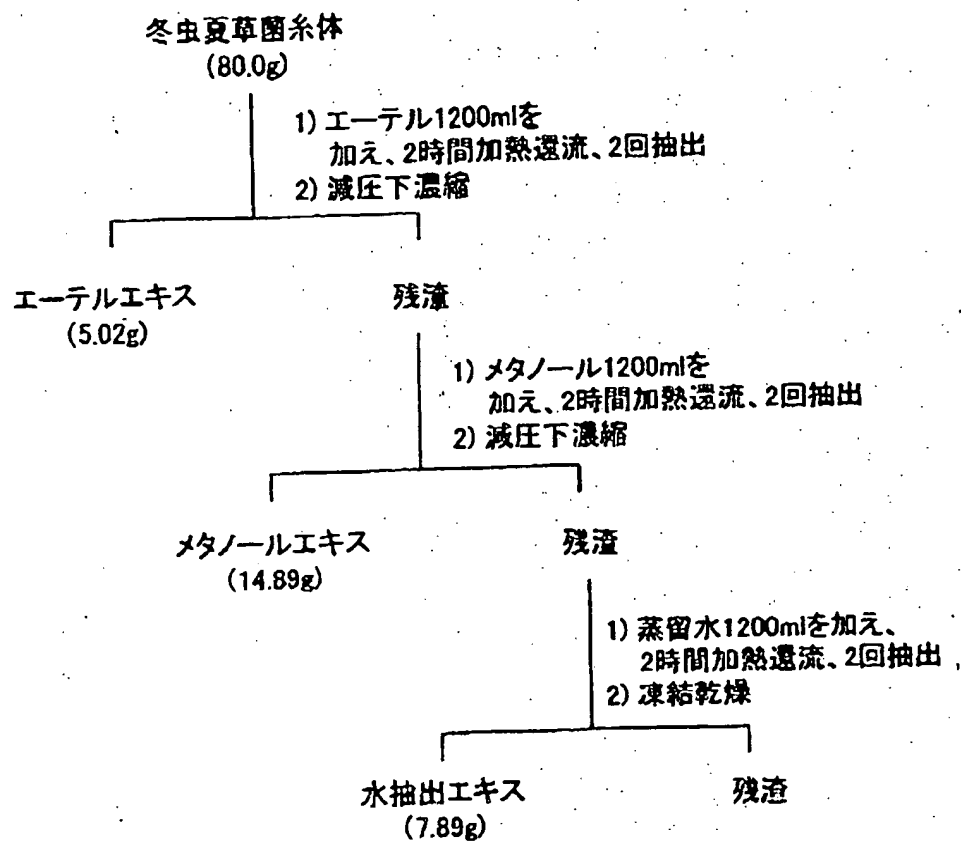 冬虫夏草菌糸体
(80.0g)
1) エーテル1200mlを
加え、2時間加熱還流、2回抽出
2) 減圧下濃縮
エーテルエキス
(5.02g)
残渣
1) メタノール1200mlを
加え、2時間加熱還流、2回抽出
2) 減圧下濃縮
メタノールエキス
(14.89g)
残渣
1) 蒸留水1200mlを加え、
2時間加熱還流、2回抽出
2) 凍結乾燥
水抽出エキス
(7.89g)
残渣